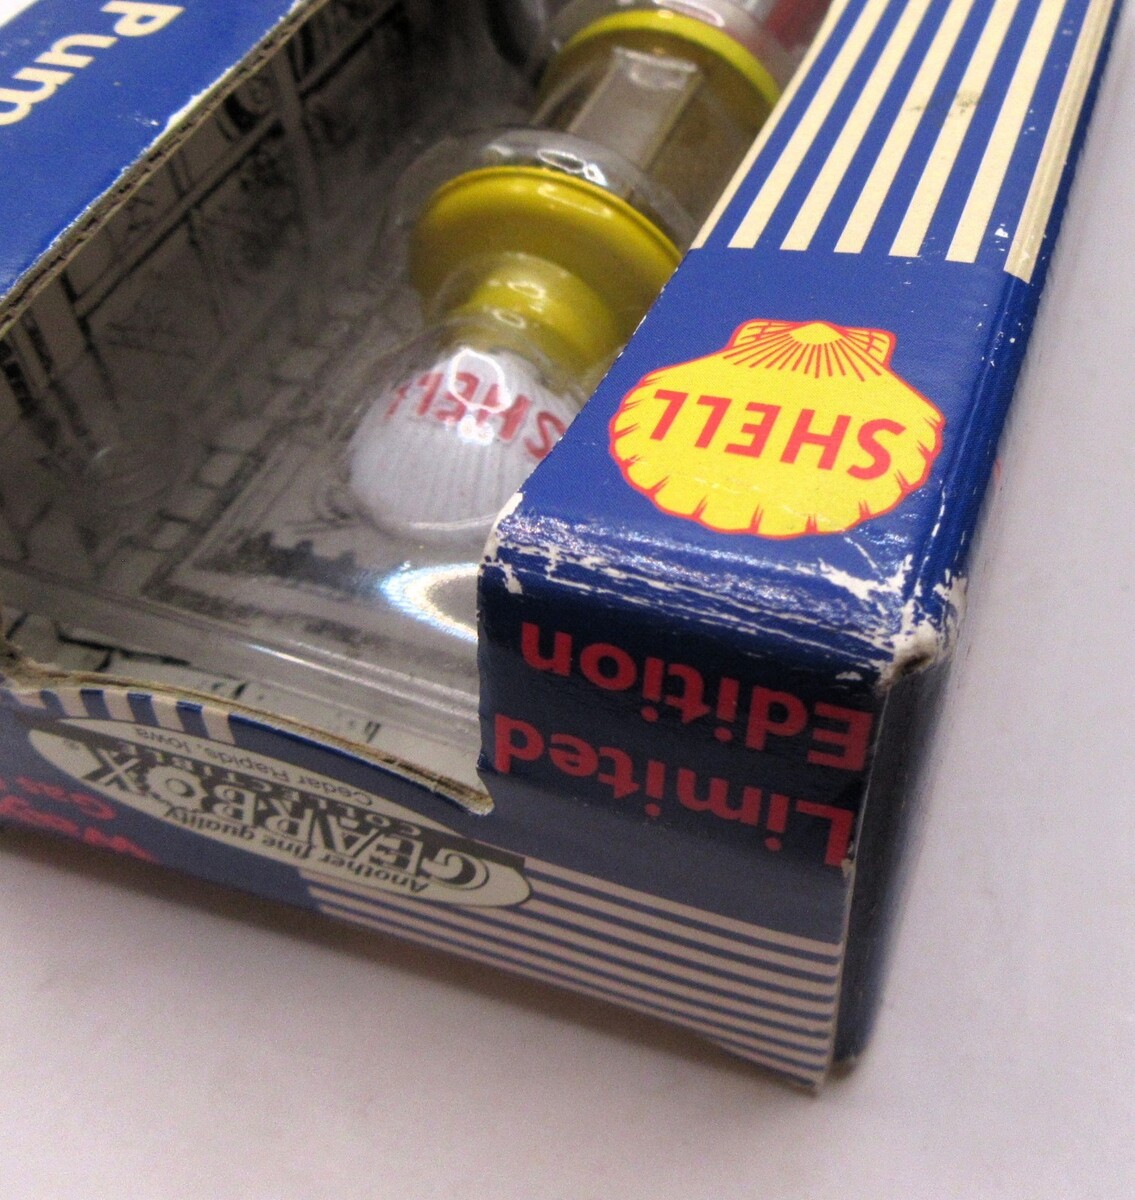 Pum
SHELL
SHELL
Limited
Edition
Another fine quality
GEARBOX
COLLECTIBLE
®
Cedar Rapids, Iowa